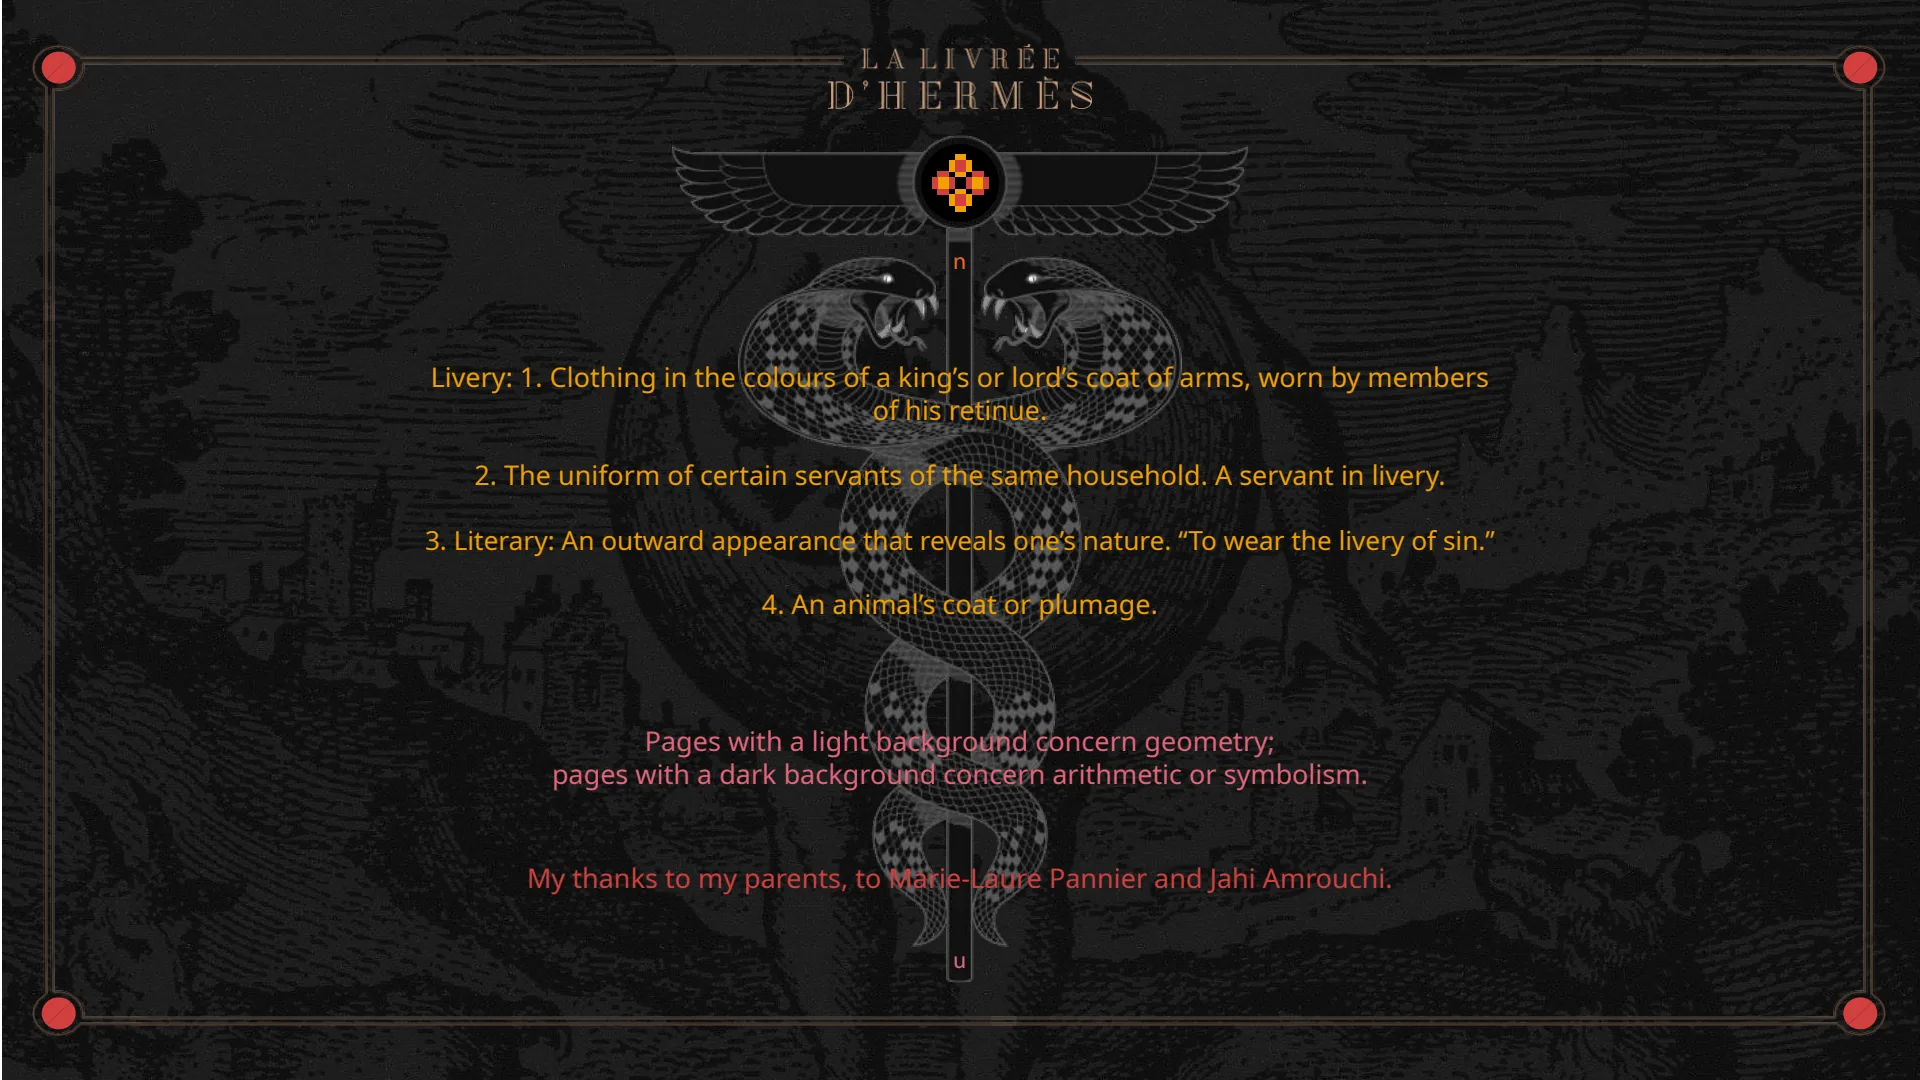 LA LIVRÉE
D'HERMÈS
n
Livery: 1. Clothing in the colours of a king’s or lord’s coat of arms, worn by members
of his retinue.
2. The uniform of certain servants of the same household. A servant in livery.
3. Literary: An outward appearance that reveals one’s nature. “To wear the livery of sin.”
4. An animal’s coat or plumage.
Pages with a light background concern geometry;
pages with a dark background concern arithmetic or symbolism.
My thanks to my parents, to Marie-Laure Pannier and Jahi Amrouchi.
u